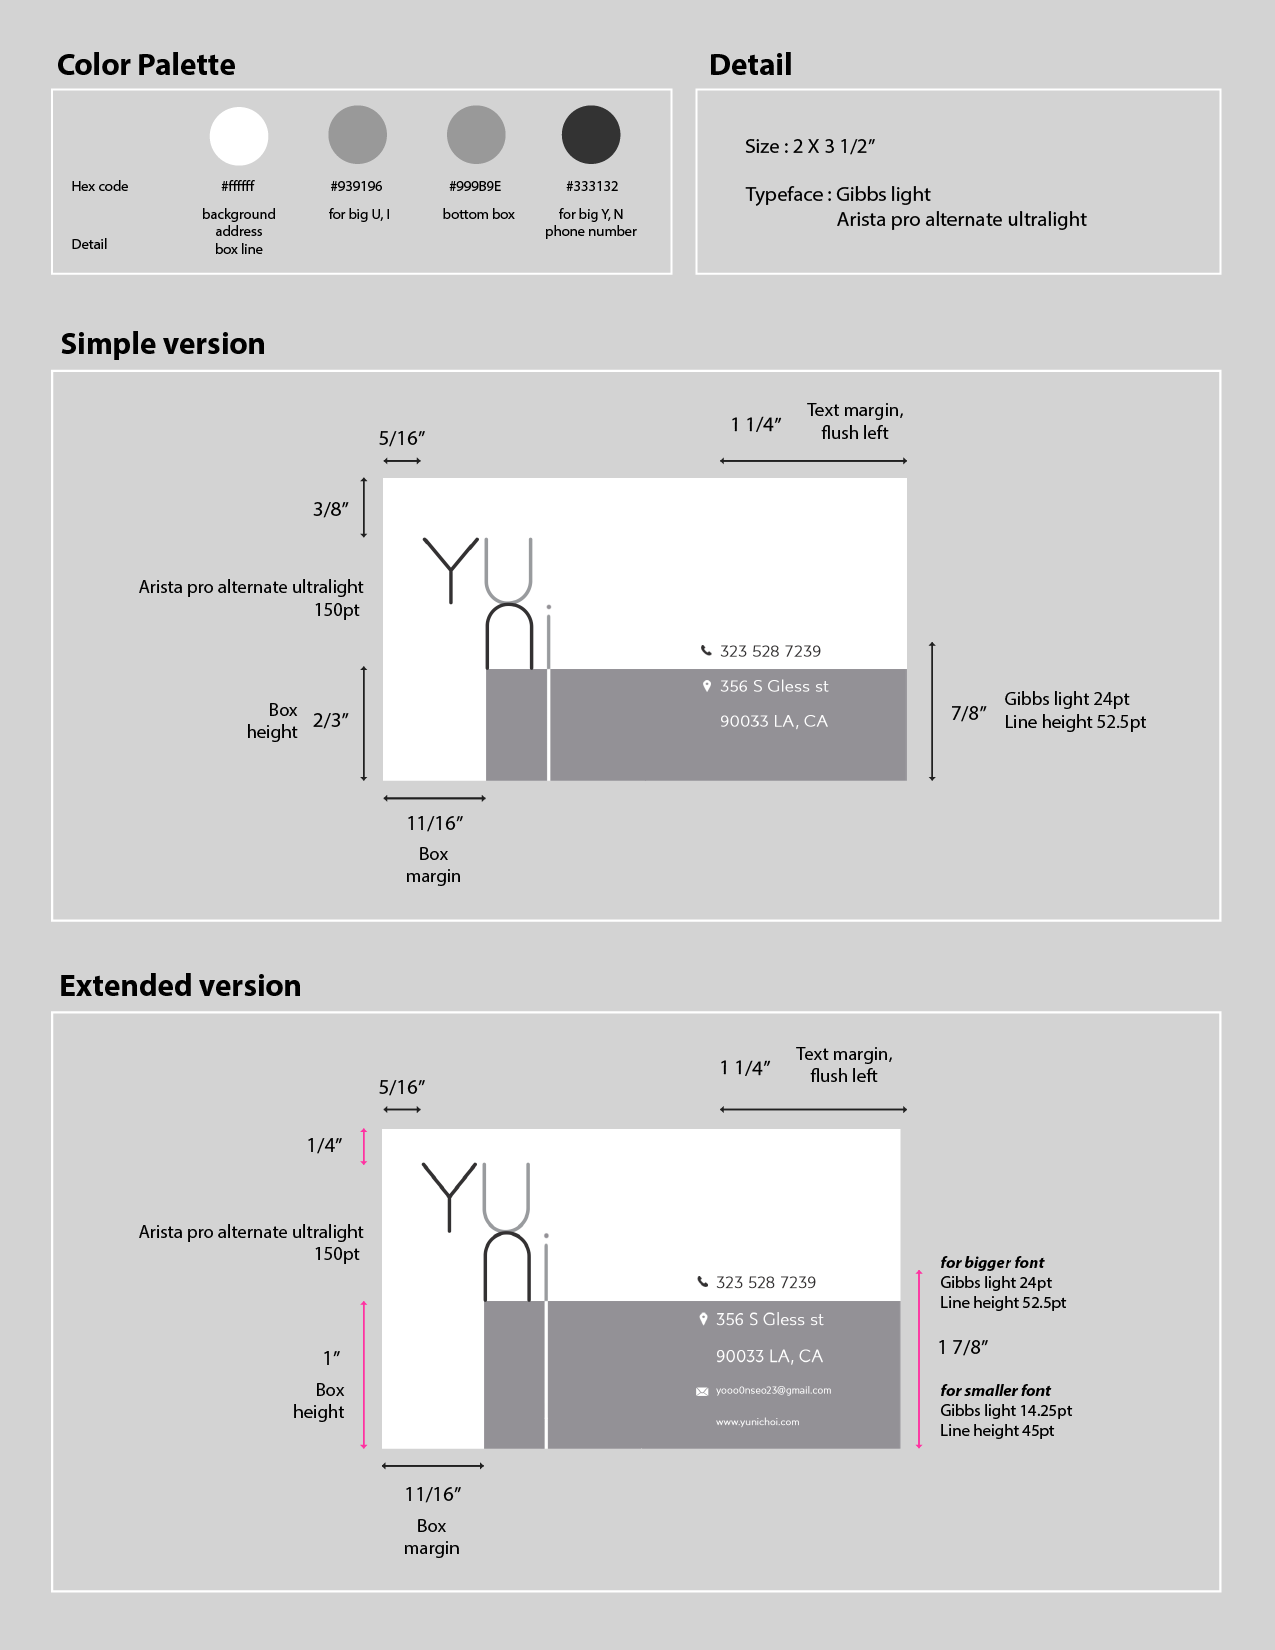 Color Palette
Hex code
#ffffff
#939196
#999B9E
#333132
Detail
background
address
box line
for big U, I
bottom box
for big Y, N
phone number
Detail
Size : 2 X 3 1/2”
Typeface : Gibbs light
Arista pro alternate ultralight
Simple version
5/16”
1 1/4”
Text margin,
flush left
3/8”
Arista pro alternate ultralight
150pt
YU
ni
323 528 7239
356 S Gless st
90033 LA, CA
Box
height
2/3”
7/8”
Gibbs light 24pt
Line height 52.5pt
11/16”
Box
margin
Extended version
5/16”
1 1/4”
Text margin,
flush left
1/4”
Arista pro alternate ultralight
150pt
YU
ni
323 528 7239
356 S Gless st
90033 LA, CA
yooo0nseo23@gmail.com
www.yunichoi.com
1”
Box
height
for bigger font
Gibbs light 24pt
Line height 52.5pt
1 7/8”
for smaller font
Gibbs light 14.25pt
Line height 45pt
11/16”
Box
margin